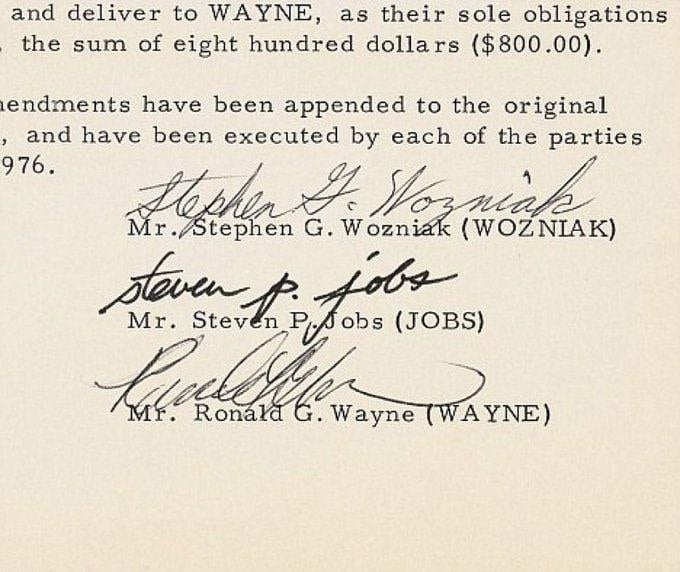 and deliver to WAYNE, as their sole obligations
the sum of eight hundred dollars ($800.00).
endments have been appended to the original
, and have been executed by each of the parties
976.
Stephen G. Wozniak
Mr. Stephen G. Wozniak (WOZNIAK)
steven p. jobs
Mr. Steven P. Jobs (JOBS)
Mr. Ronald G. Wayne (WAYNE)